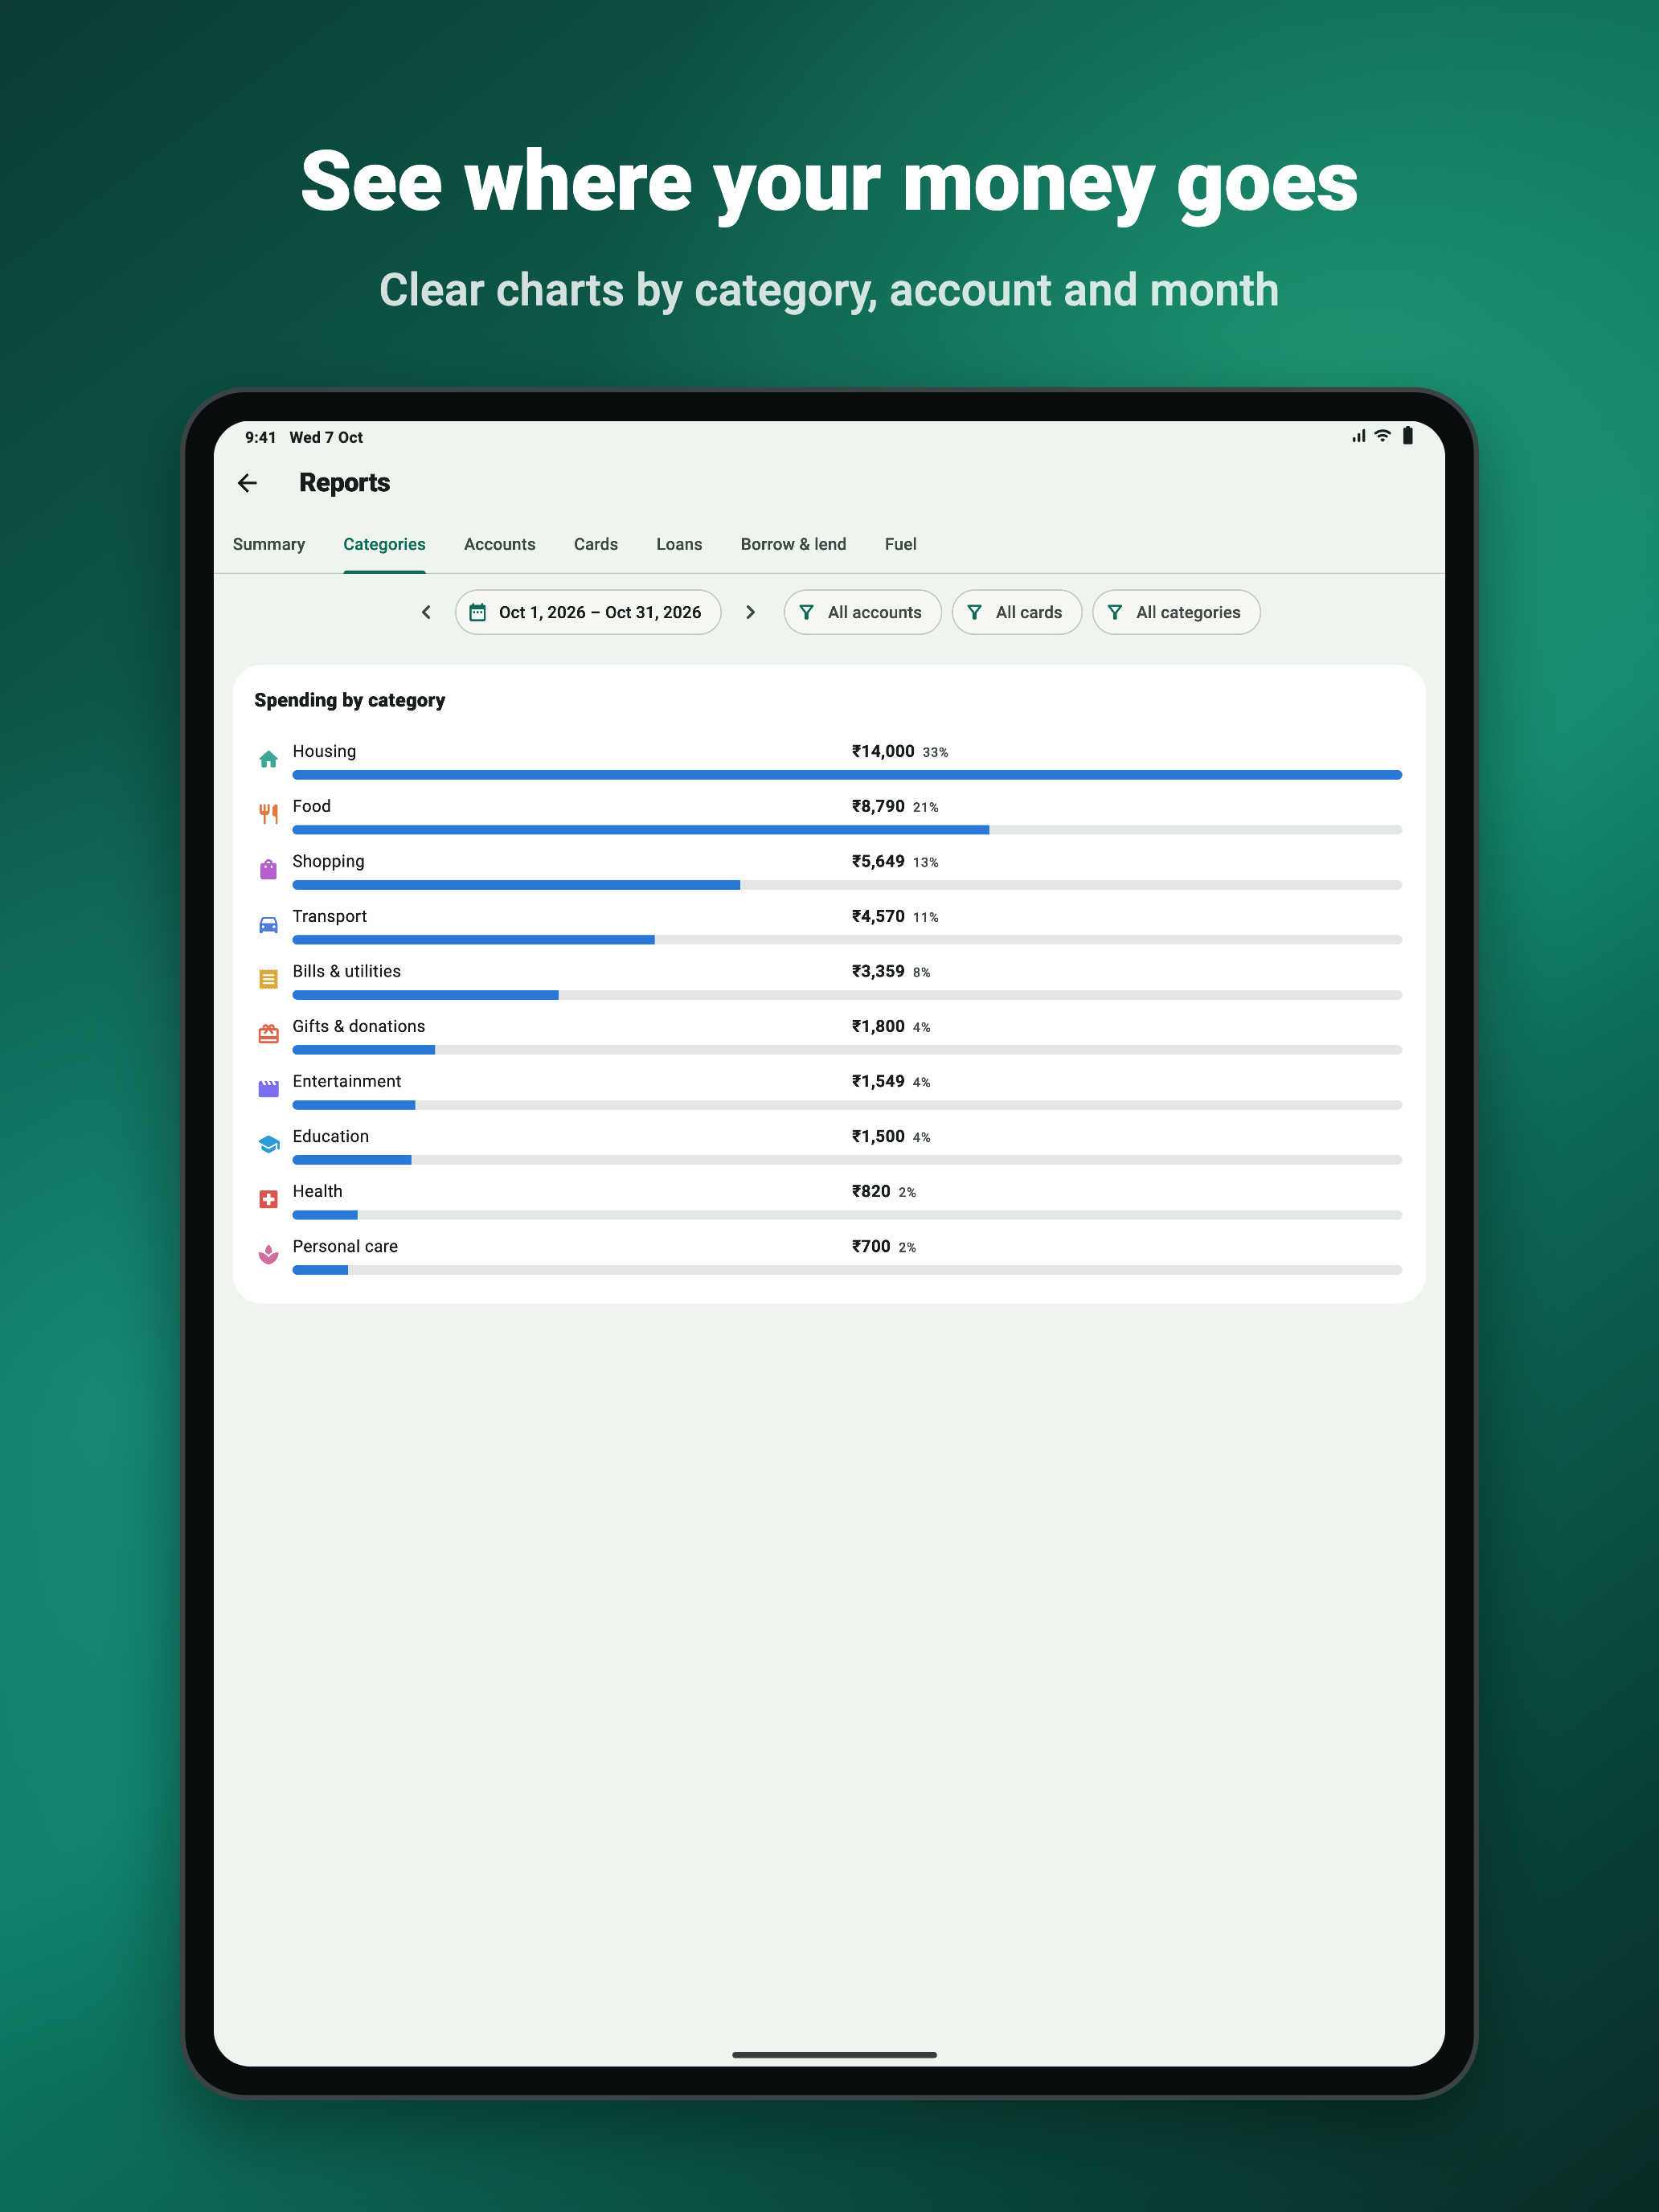 See where your money goes
Clear charts by category, account and month
9:41 Wed 7 Oct
Reports
Summary Categories Accounts Cards Loans Borrow & lend Fuel
Oct 1, 2026 – Oct 31, 2026 All accounts All cards All categories
Spending by category
Housing ₹14,000 33%
Food ₹8,790 21%
Shopping ₹5,649 13%
Transport ₹4,570 11%
Bills & utilities ₹3,359 8%
Gifts & donations ₹1,800 4%
Entertainment ₹1,549 4%
Education ₹1,500 4%
Health ₹820 2%
Personal care ₹700 2%